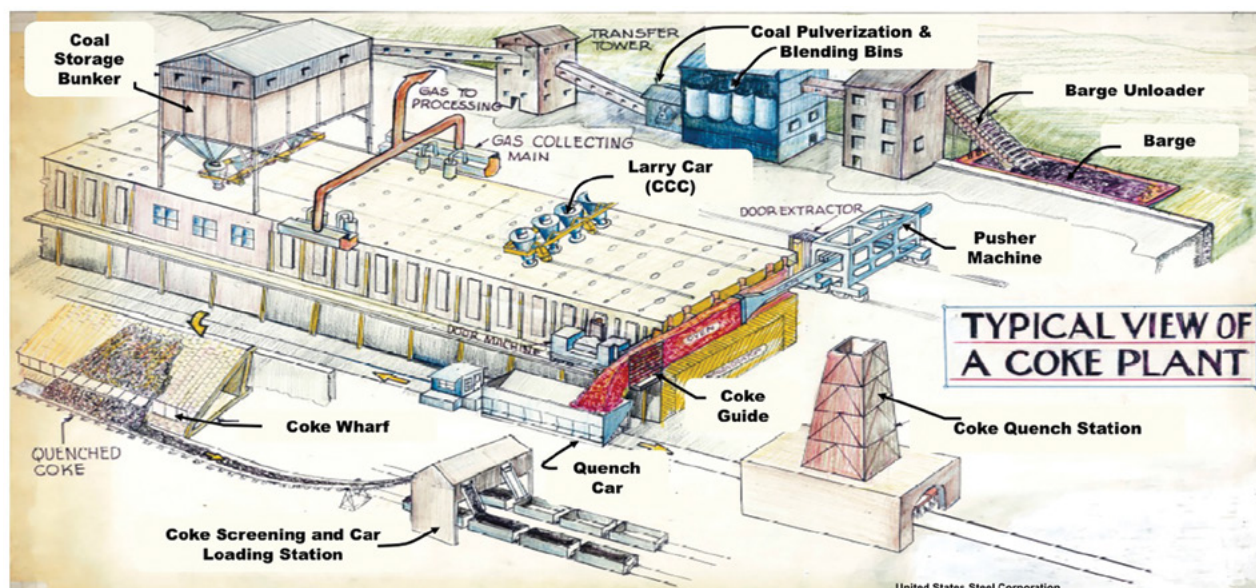 Coal
Storage
Bunker
TRANSFER
TOWER
Coal Pulverization &
Blending Bins
Barge Unloader
Barge
GAS TO
PROCESSING
GAS COLLECTING
MAIN
Larry Car
(CCC)
DOOR EXTRACTOR
Pusher
Machine
TYPICAL VIEW OF
A COKE PLANT
OVEN
DOOR MACHINE
Coke
Guide
Coke Quench Station
Coke Wharf
QUENCHED
COKE
Quench
Car
Coke Screening and Car
Loading Station
United States Steel Corporation